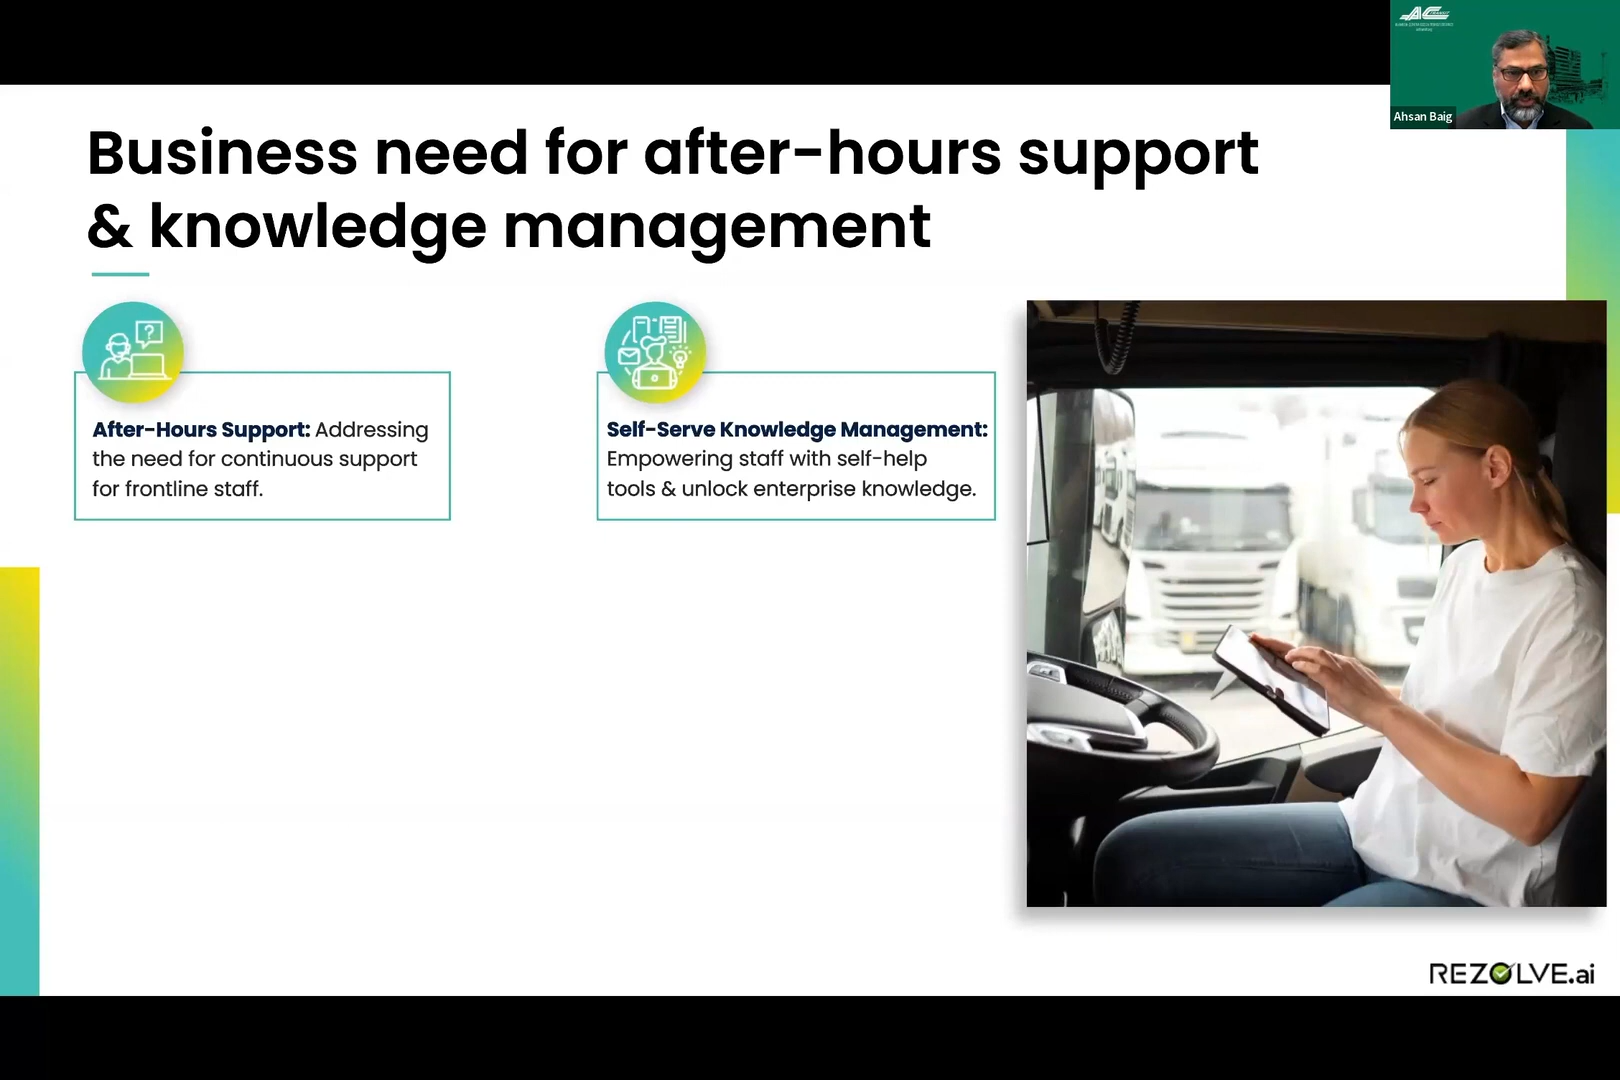 Ahsan Baig
Business need for after-hours support
& knowledge management
After-Hours Support: Addressing
the need for continuous support
for frontline staff.
Self-Serve Knowledge Management:
Empowering staff with self-help
tools & unlock enterprise knowledge.
REZOLVE.ai